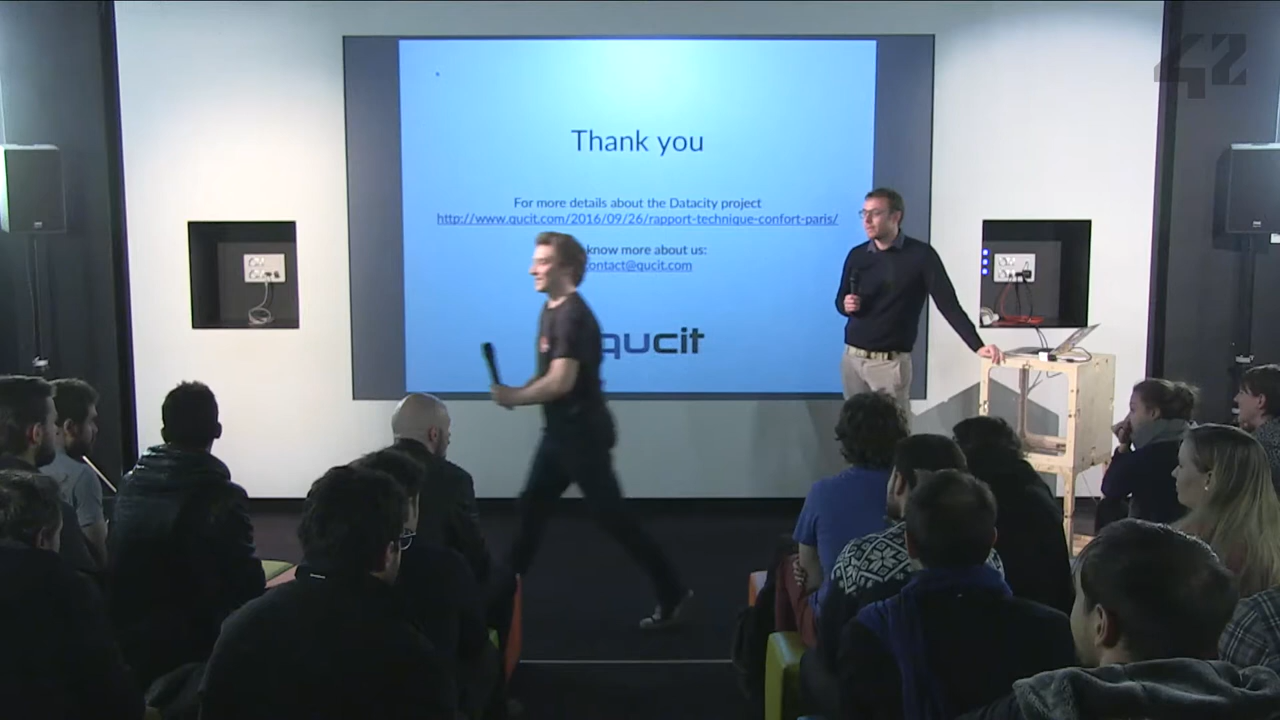 42
Thank you
For more details about the Datacity project
http://www.qucit.com/2016/09/26/rapport-technique-confort-paris/
know more about us:
contact@qucit.com
qucit